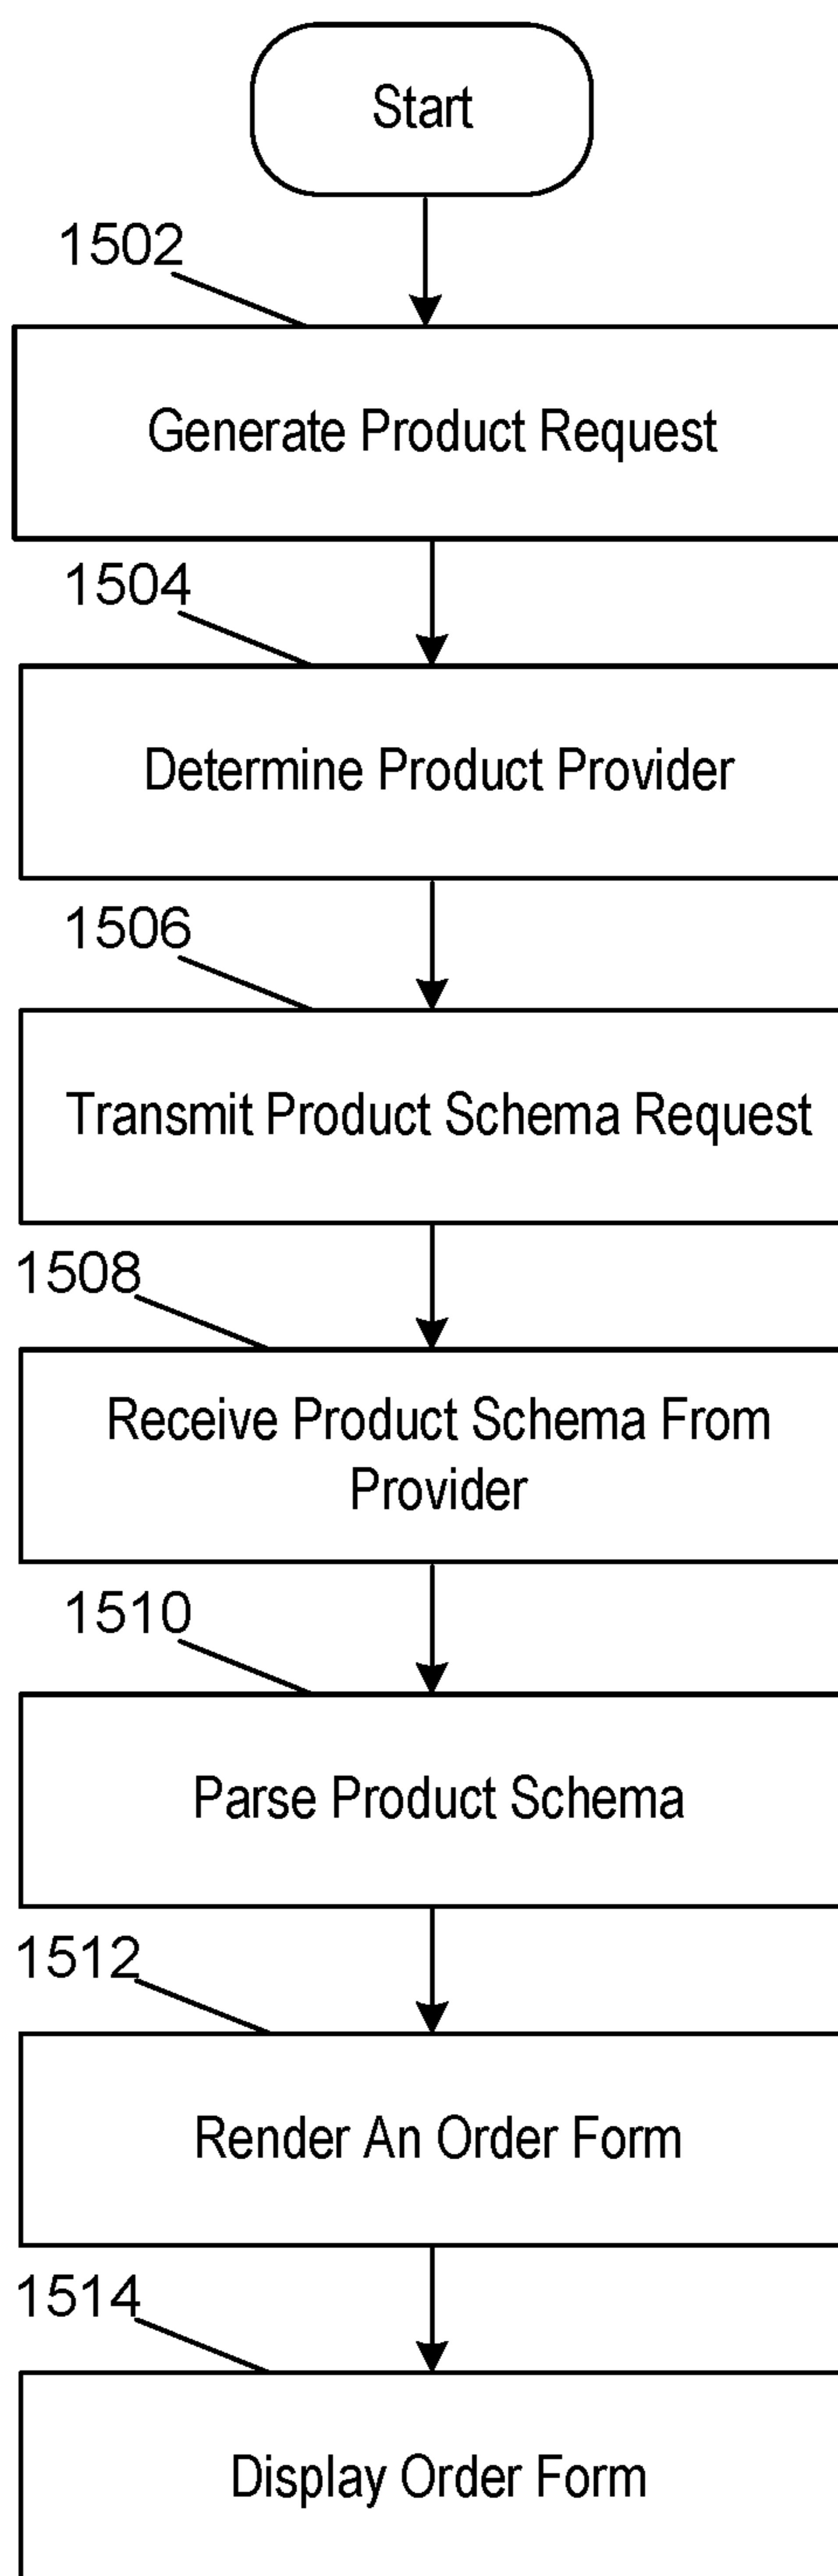 Start
1502
Generate Product Request
1504
Determine Product Provider
1506
Transmit Product Schema Request
1508
Receive Product Schema From
Provider
1510
Parse Product Schema
1512
Render An Order Form
1514
Display Order Form